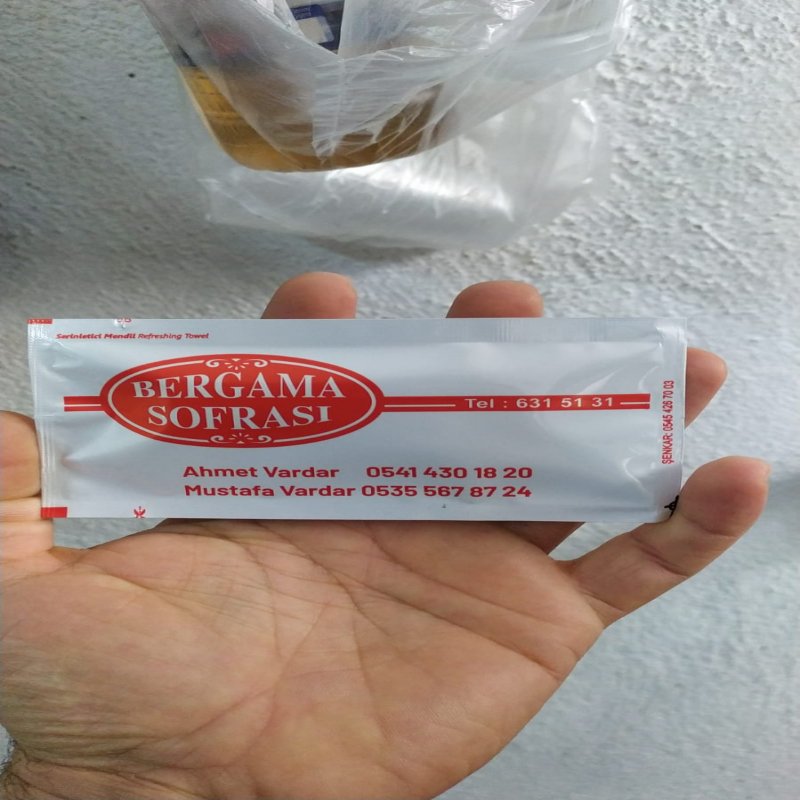 Serinletici Mendil Refreshing Towel
BERGAMA
SOFRASI
Tel : 631 51 31
Ahmet Vardar 0541 430 18 20
Mustafa Vardar 0535 567 87 24
ŞENKAR: 0545 426 70 03